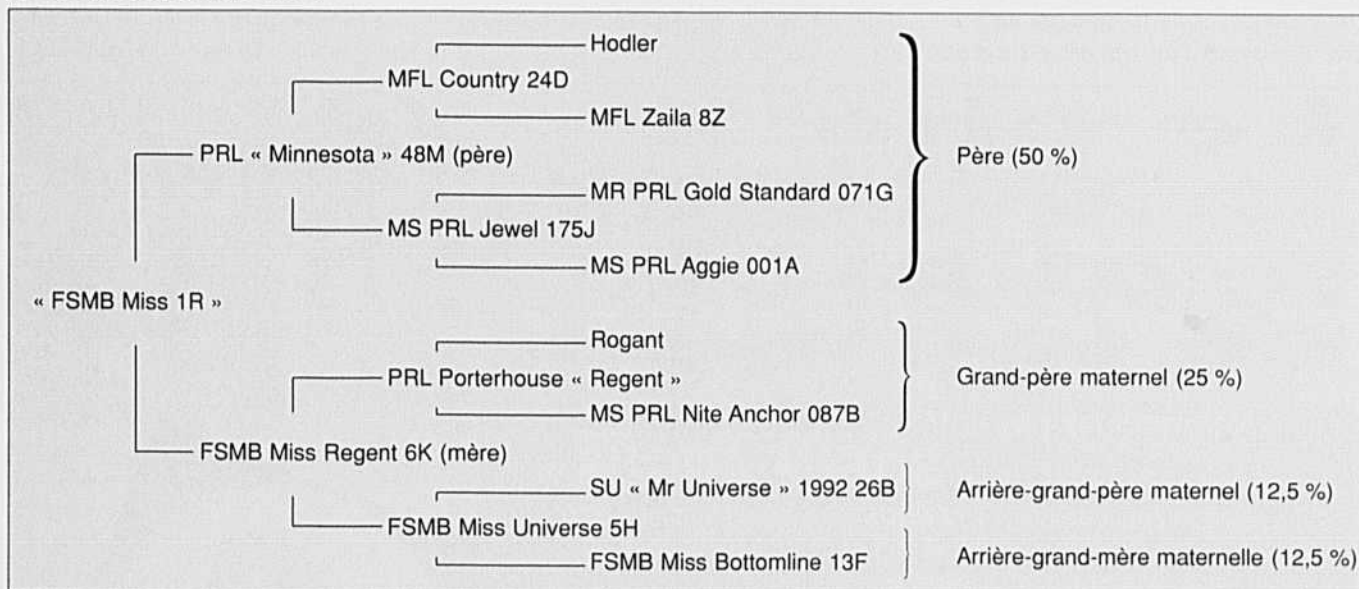 Hodler
MFL Country 24D
MFL Zaila 8Z
PRL « Minnesota » 48M (père)
Père (50 %)
MR PRL Gold Standard 071G
MS PRL Jewel 175J
MS PRL Aggie 001A
« FSMB Miss 1R »
Rogant
PRL Porterhouse « Regent »
Grand-père maternel (25 %)
MS PRL Nite Anchor 087B
FSMB Miss Regent 6K (mère)
SU « Mr Universe » 1992 26B
Arrière-grand-père maternel (12,5 %)
FSMB Miss Universe 5H
FSMB Miss Bottomline 13F
Arrière-grand-mère maternelle (12,5 %)